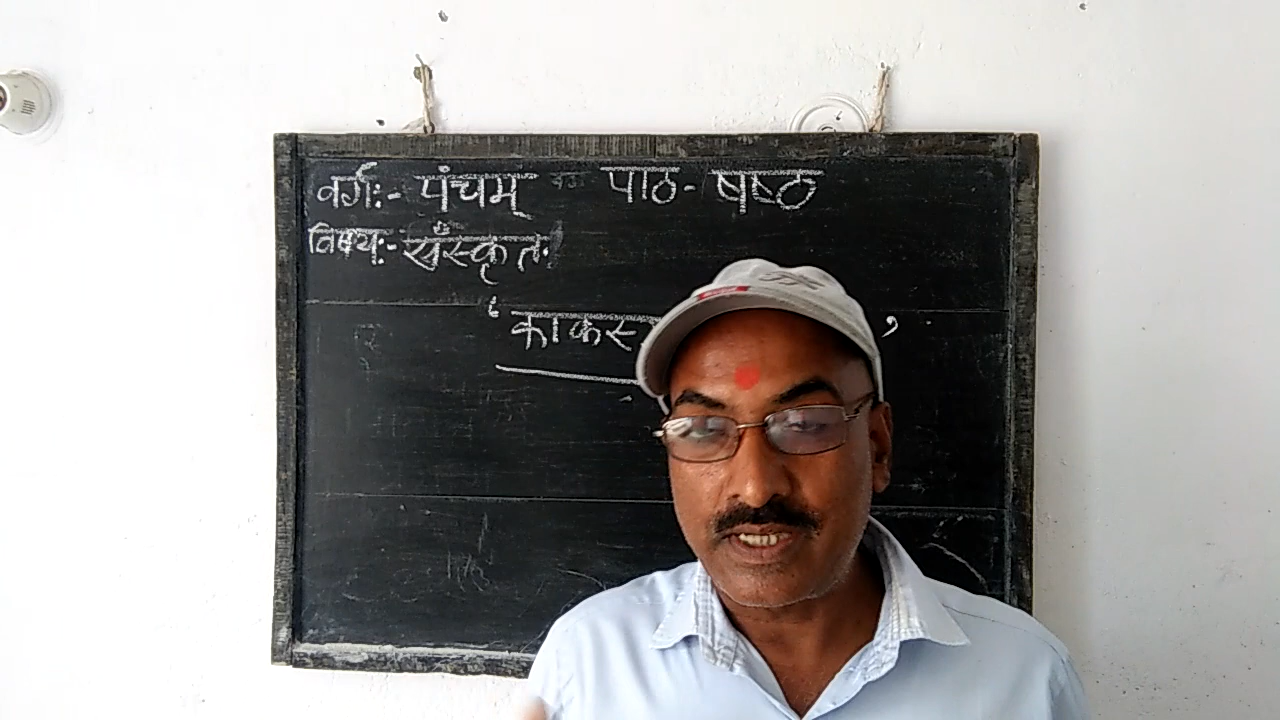 वर्गः- पंचम् पाठ- षष्ठ
विषयः- सँस्कृतः
‘ काकस ’